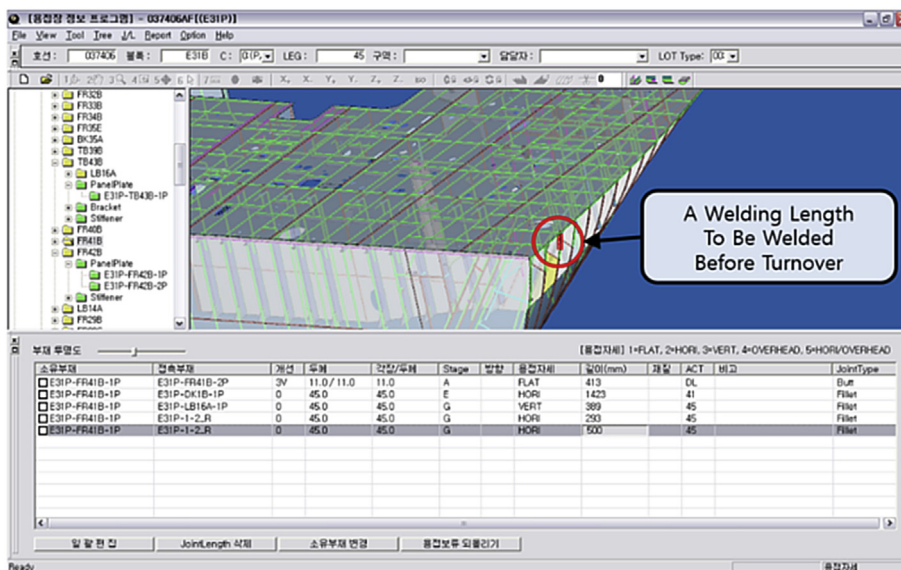 [용접장 정보 프로그램] - 037406AF[(E31P)]
File View Tool Tree J/L Report Option Help
호선 : 037406 블록 : E31B C : LEG : 45 구역 : 담당자 : LOT Type:
FR32B
FR33B
FR34B
FR35E
BK35A
TB39B
TB43B
LB16A
PanelPlate
E31P-TB43B-1P
Bracket
Stiffener
FR40B
FR41B
FR42B
PanelPlate
E31P-FR42B-1P
E31P-FR42B-2P
Stiffener
LB14A
FR29B
A Welding Length
To Be Welded
Before Turnover
부재 투명도 [용접자세] 1=FLAT, 2=HORI, 3=VERT, 4=OVERHEAD, 5=HORI/OVERHEAD
소유부재 접촉부재 개선 두께 각장/두께 Stage 방향 용접자세 길이(mm) 재질 ACT 비고 JointType
E31P-FR41B-1P E31P-FR41B-2P 3V 11.0 / 11.0 11.0 A FLAT 413 DL Butt
E31P-FR41B-1P E31P-DK1B-1P 0 45.0 45.0 E HORI 1423 41 Fillet
E31P-FR41B-1P E31P-LB16A-1P 0 45.0 45.0 G VERT 389 45 Fillet
E31P-FR41B-1P E31P-1-2_R 0 45.0 45.0 G HORI 293 45 Fillet
E31P-FR41B-1P E31P-1-2_R 0 45.0 45.0 G HORI 500 45 Fillet
일 괄 편 집 JointLength 삭제 소유부재 변경 용접보류 되돌리기
Ready 용접자세